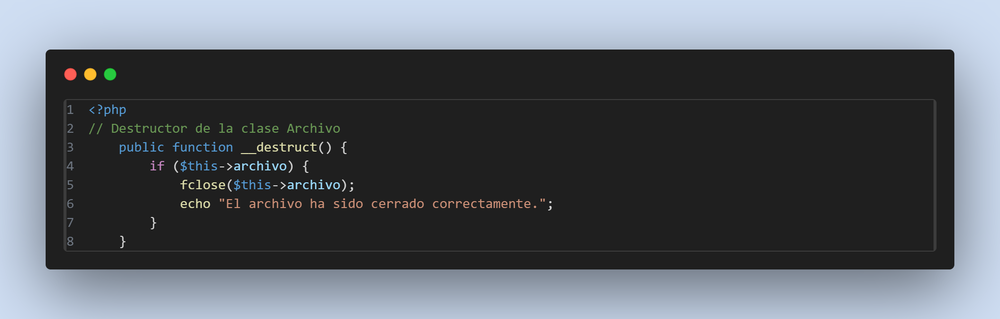 1 <?php
2 // Destructor de la clase Archivo
3     public function __destruct() {
4         if ($this->archivo) {
5             fclose($this->archivo);
6             echo "El archivo ha sido cerrado correctamente.";
7         }
8     }